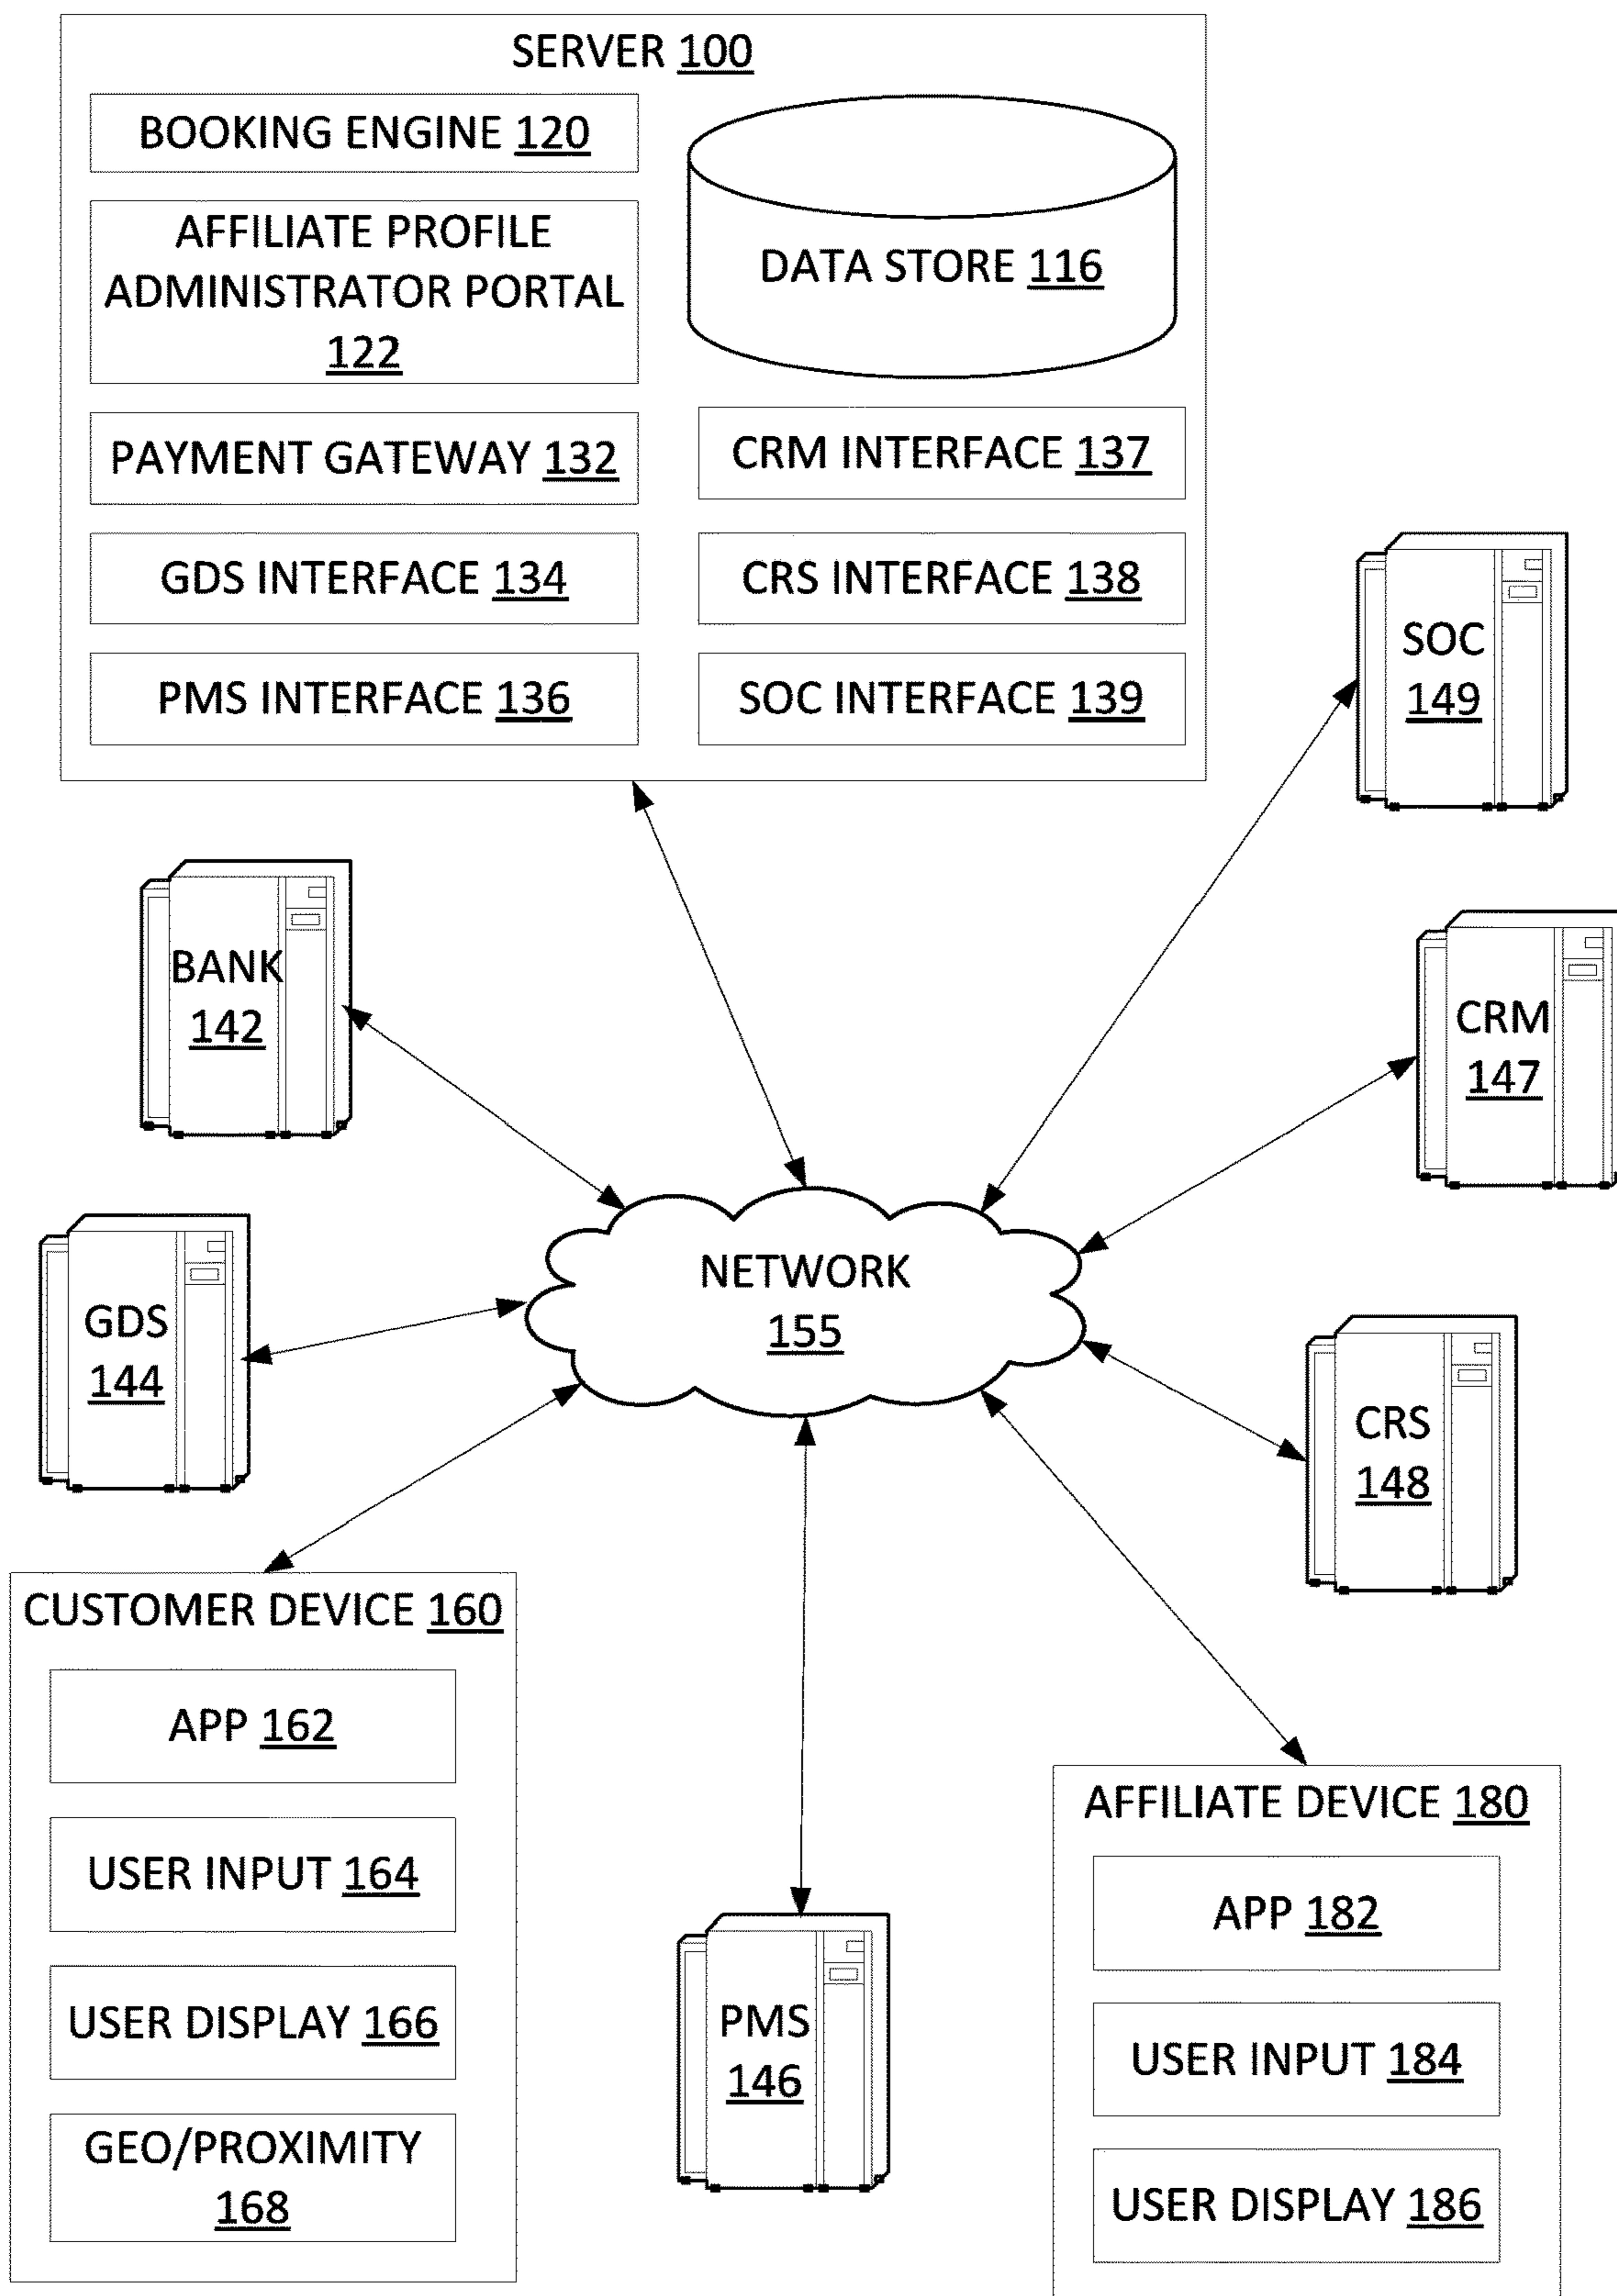 SERVER 100
BOOKING ENGINE 120
AFFILIATE PROFILE
ADMINISTRATOR PORTAL
122
DATA STORE 116
PAYMENT GATEWAY 132
CRM INTERFACE 137
GDS INTERFACE 134
CRS INTERFACE 138
PMS INTERFACE 136
SOC INTERFACE 139
SOC
149
BANK
142
CRM
147
NETWORK
155
GDS
144
CRS
148
CUSTOMER DEVICE 160
APP 162
USER INPUT 164
USER DISPLAY 166
GEO/PROXIMITY
168
PMS
146
AFFILIATE DEVICE 180
APP 182
USER INPUT 184
USER DISPLAY 186